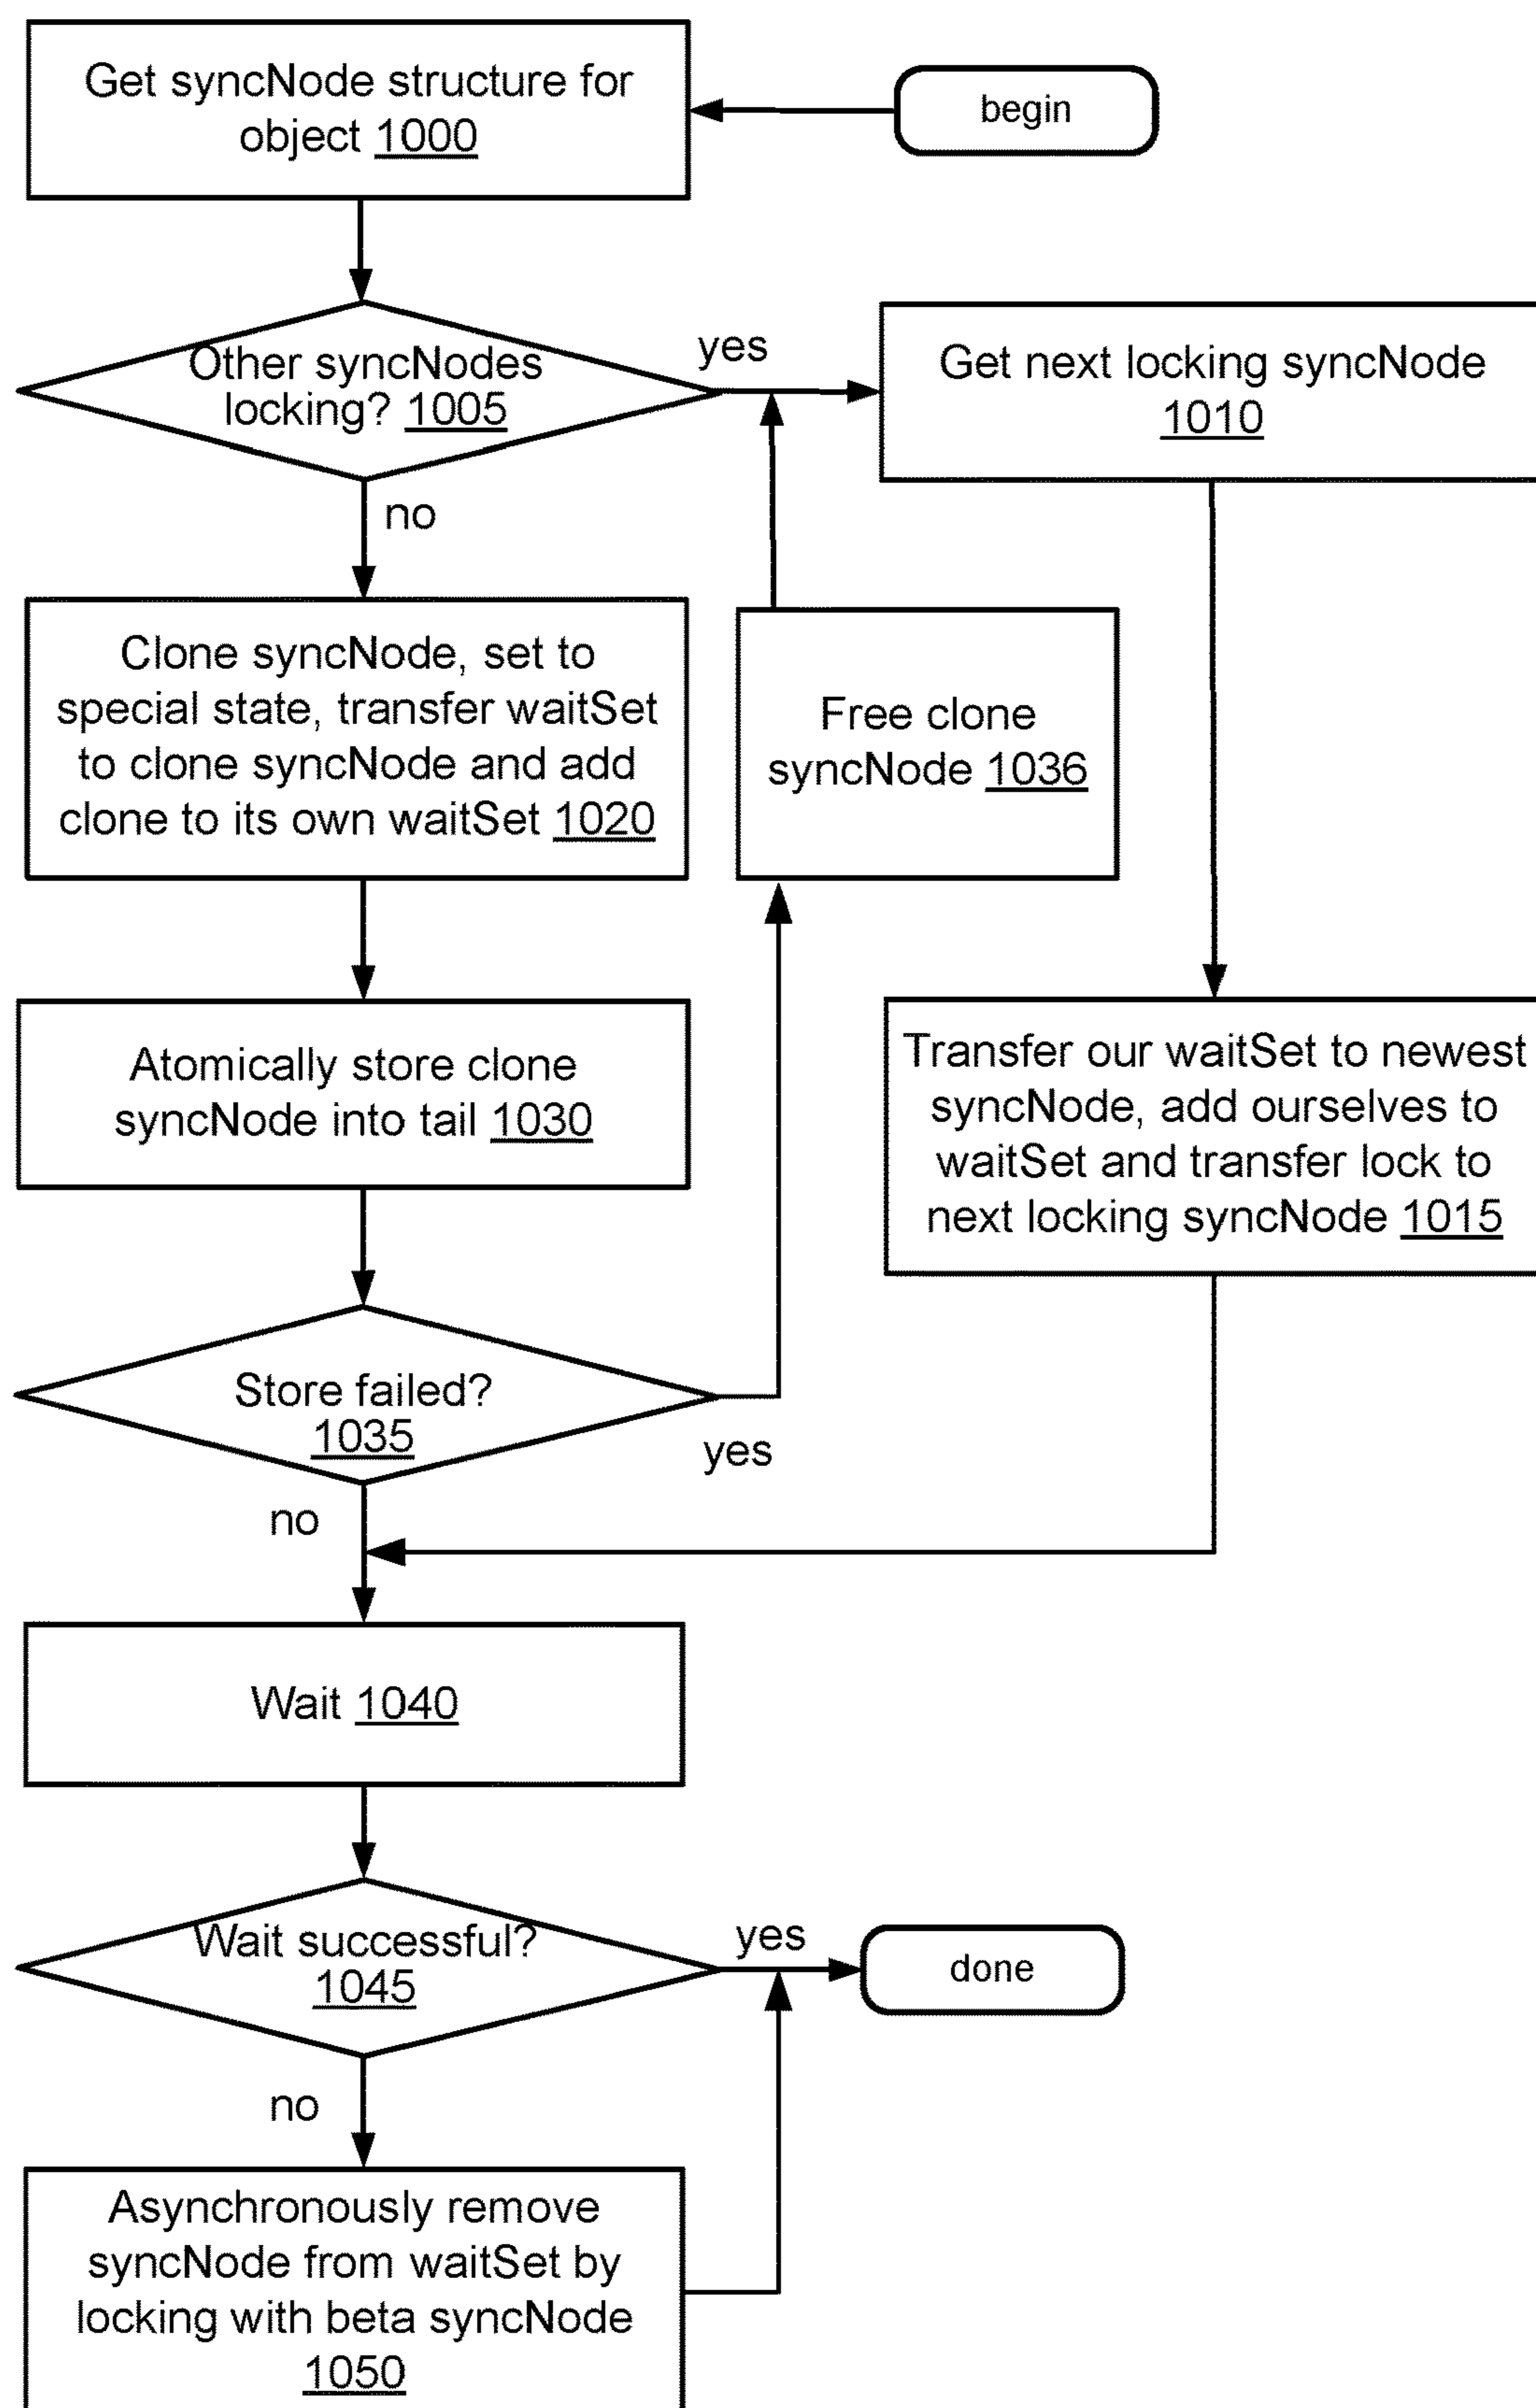 Get syncNode structure for
object 1000
begin
Other syncNodes
locking? 1005
yes
Get next locking syncNode
1010
no
Clone syncNode, set to
special state, transfer waitSet
to clone syncNode and add
clone to its own waitSet 1020
Free clone
syncNode 1036
Atomically store clone
syncNode into tail 1030
Transfer our waitSet to newest
syncNode, add ourselves to
waitSet and transfer lock to
next locking syncNode 1015
Store failed?
1035
yes
no
Wait 1040
Wait successful?
1045
yes
done
no
Asynchronously remove
syncNode from waitSet by
locking with beta syncNode
1050